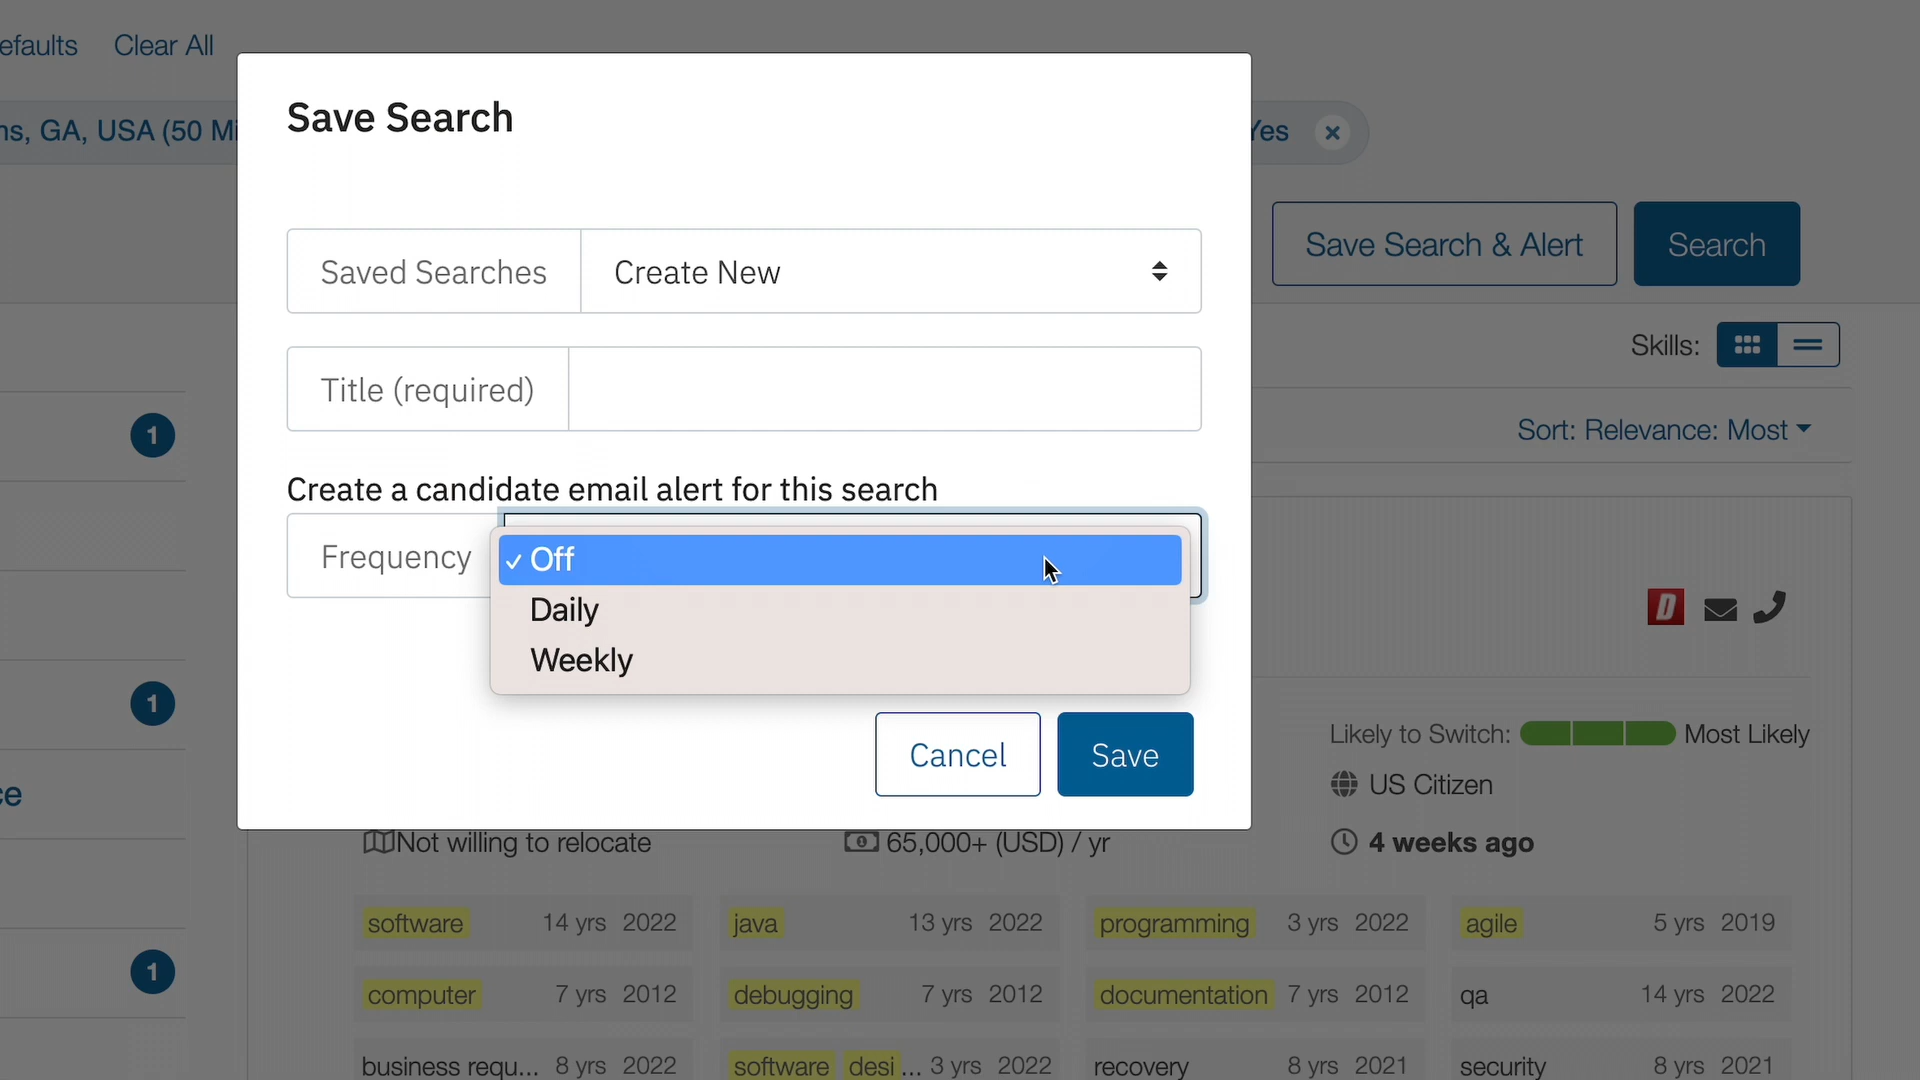 efaults Clear All
ns, GA, USA (50 Mi
Yes
Save Search
Saved Searches Create New
Save Search & Alert Search
Skills:
Title (required)
1
Sort: Relevance: Most
Create a candidate email alert for this search
Frequency
✓ Off
Daily
Weekly
D
1
Cancel Save
Likely to Switch: Most Likely
US Citizen
ce
Not willing to relocate 65,000+ (USD) / yr 4 weeks ago
software 14 yrs 2022 java 13 yrs 2022 programming 3 yrs 2022 agile 5 yrs 2019
1
computer 7 yrs 2012 debugging 7 yrs 2012 documentation 7 yrs 2012 qa 14 yrs 2022
business requ... 8 yrs 2022 software desi ... 3 yrs 2022 recovery 8 yrs 2021 security 8 yrs 2021